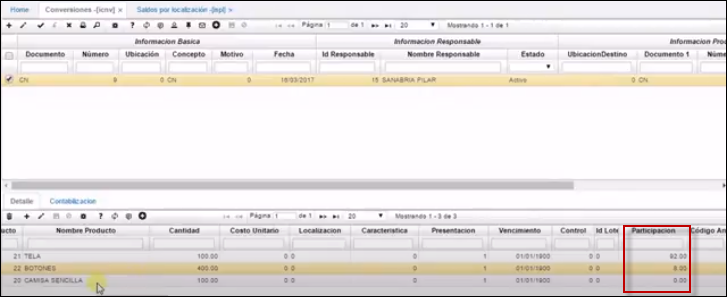 Home Conversiones -[icnv] x Saldos por localización -[ispl] x
Página 1 de 1 20 Mostrando 1 - 1 de 1
Informacion Basica Informacion Responsable Informacion Pro
Documento Número Ubicación Concepto Motivo Fecha Id Responsable Nombre Responsable Estado UbicacionDestino Documento 1 Núme
CN 9 0 CN 0 16/03/2017 15 SANABRIA PILAR Activo 0 CN
Detalle Contabilizacion
Página 1 de 1 20 Mostrando 1 - 3 de 3
ucto Nombre Producto Cantidad Costo Unitario Localizacion Caracteristica Presentacion Vencimiento Control Id Lote Participacion Código An
21 TELA 100.00 0 0 0 1 01/01/1900 0 0 92.00
22 BOTONES 400.00 0 0 0 1 01/01/1900 0 0 8.00
20 CAMISA SENCILLA 100.00 0 0 0 1 01/01/1900 0 0 0.00